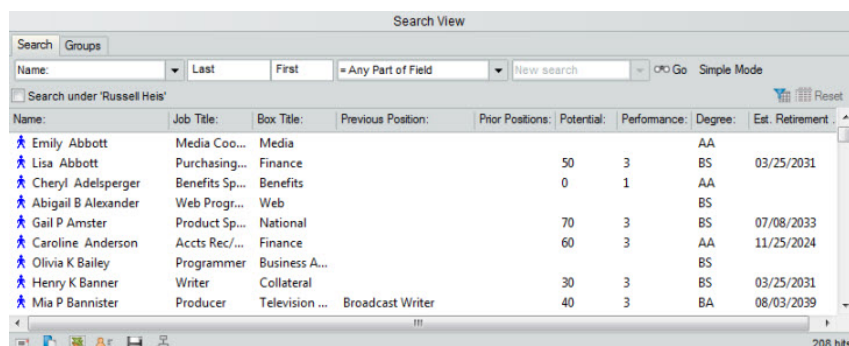 Search View
Search Groups
Name: Last First = Any Part of Field New search Go Simple Mode
Search under 'Russell Heis' Reset
Name: Job Title: Box Title: Previous Position: Prior Positions: Potential: Performance: Degree: Est. Retirement .
Emily Abbott Media Coo... Media AA
Lisa Abbott Purchasing... Finance 50 3 BS 03/25/2031
Cheryl Adelsperger Benefits Sp... Benefits 0 1 AA
Abigail B Alexander Web Progr... Web BS
Gail P Amster Product Sp... National 70 3 BS 07/08/2033
Caroline Anderson Accts Rec/... Finance 60 3 AA 11/25/2024
Olivia K Bailey Programmer Business A... BS
Henry K Banner Writer Collateral 30 3 BS 03/25/2031
Mia P Bannister Producer Television ... Broadcast Writer 40 3 BA 08/03/2039
208 hits